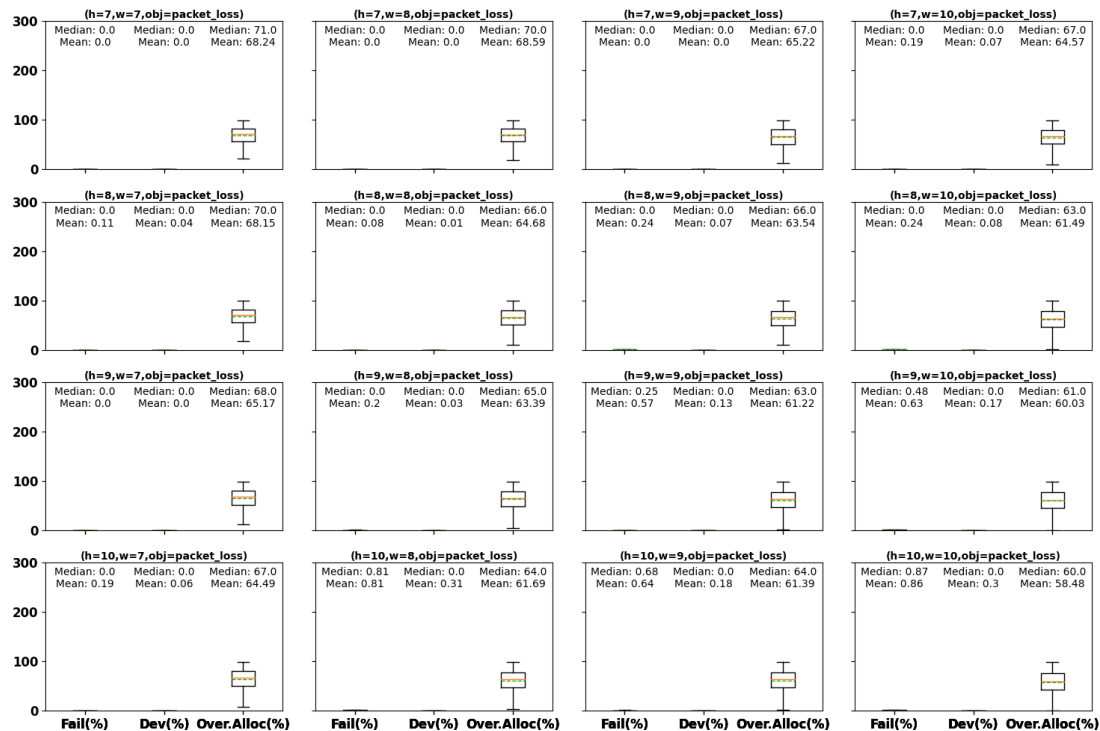 (h=7,w=7,obj=packet_loss) (h=7,w=8,obj=packet_loss) (h=7,w=9,obj=packet_loss) (h=7,w=10,obj=packet_loss)
300 Median: 0.0 Median: 0.0 Median: 71.0 Median: 0.0 Median: 0.0 Median: 70.0 Median: 0.0 Median: 0.0 Median: 67.0 Median: 0.0 Median: 0.0 Median: 67.0
Mean: 0.0 Mean: 0.0 Mean: 68.24 Mean: 0.0 Mean: 0.0 Mean: 68.59 Mean: 0.0 Mean: 0.0 Mean: 65.22 Mean: 0.19 Mean: 0.07 Mean: 64.57
200
100
0
(h=8,w=7,obj=packet_loss) (h=8,w=8,obj=packet_loss) (h=8,w=9,obj=packet_loss) (h=8,w=10,obj=packet_loss)
300 Median: 0.0 Median: 0.0 Median: 70.0 Median: 0.0 Median: 0.0 Median: 66.0 Median: 0.0 Median: 0.0 Median: 66.0 Median: 0.0 Median: 0.0 Median: 63.0
Mean: 0.11 Mean: 0.04 Mean: 68.15 Mean: 0.08 Mean: 0.01 Mean: 64.68 Mean: 0.24 Mean: 0.07 Mean: 63.54 Mean: 0.24 Mean: 0.08 Mean: 61.49
200
100
0
(h=9,w=7,obj=packet_loss) (h=9,w=8,obj=packet_loss) (h=9,w=9,obj=packet_loss) (h=9,w=10,obj=packet_loss)
300 Median: 0.0 Median: 0.0 Median: 68.0 Median: 0.0 Median: 0.0 Median: 65.0 Median: 0.25 Median: 0.0 Median: 63.0 Median: 0.48 Median: 0.0 Median: 61.0
Mean: 0.0 Mean: 0.0 Mean: 65.17 Mean: 0.2 Mean: 0.03 Mean: 63.39 Mean: 0.57 Mean: 0.13 Mean: 61.22 Mean: 0.63 Mean: 0.17 Mean: 60.03
200
100
0
(h=10,w=7,obj=packet_loss) (h=10,w=8,obj=packet_loss) (h=10,w=9,obj=packet_loss) (h=10,w=10,obj=packet_loss)
300 Median: 0.0 Median: 0.0 Median: 67.0 Median: 0.81 Median: 0.0 Median: 64.0 Median: 0.68 Median: 0.0 Median: 64.0 Median: 0.87 Median: 0.0 Median: 60.0
Mean: 0.19 Mean: 0.06 Mean: 64.49 Mean: 0.81 Mean: 0.31 Mean: 61.69 Mean: 0.64 Mean: 0.18 Mean: 61.39 Mean: 0.86 Mean: 0.3 Mean: 58.48
200
100
0
Fail(%) Dev(%) Over.Alloc(%) Fail(%) Dev(%) Over.Alloc(%) Fail(%) Dev(%) Over.Alloc(%) Fail(%) Dev(%) Over.Alloc(%)